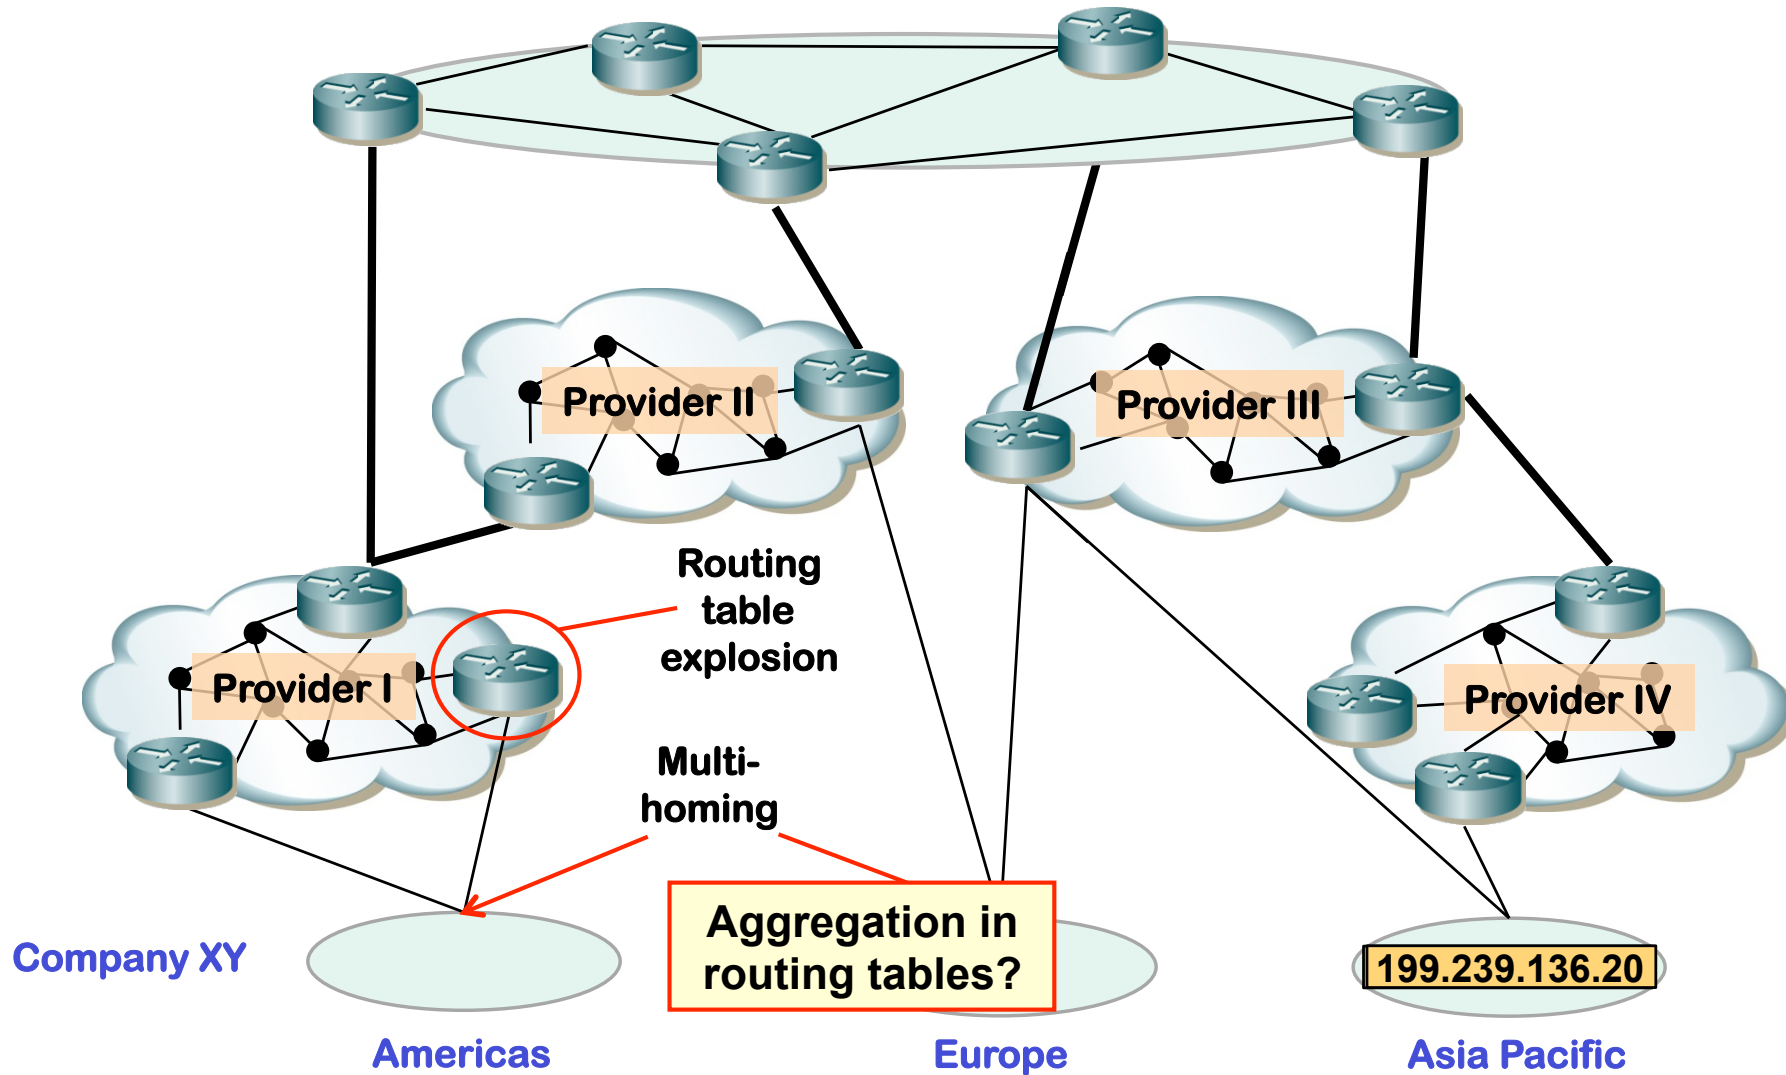 Provider II
Provider III
Routing
table
explosion
Provider I
Provider IV
Multi-
homing
Aggregation in
routing tables?
Company XY
199.239.136.20
Americas
Europe
Asia Pacific